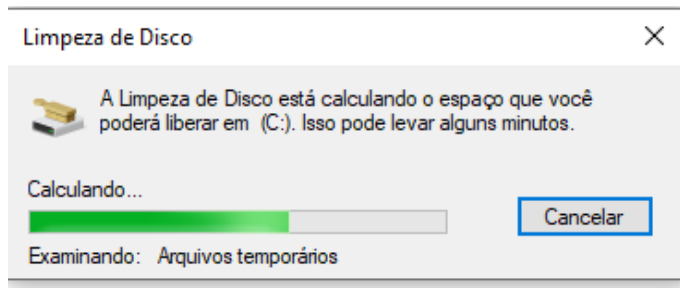 Limpeza de Disco
A Limpeza de Disco está calculando o espaço que você
poderá liberar em  (C:). Isso pode levar alguns minutos.
Calculando...
Cancelar
Examinando:   Arquivos temporários